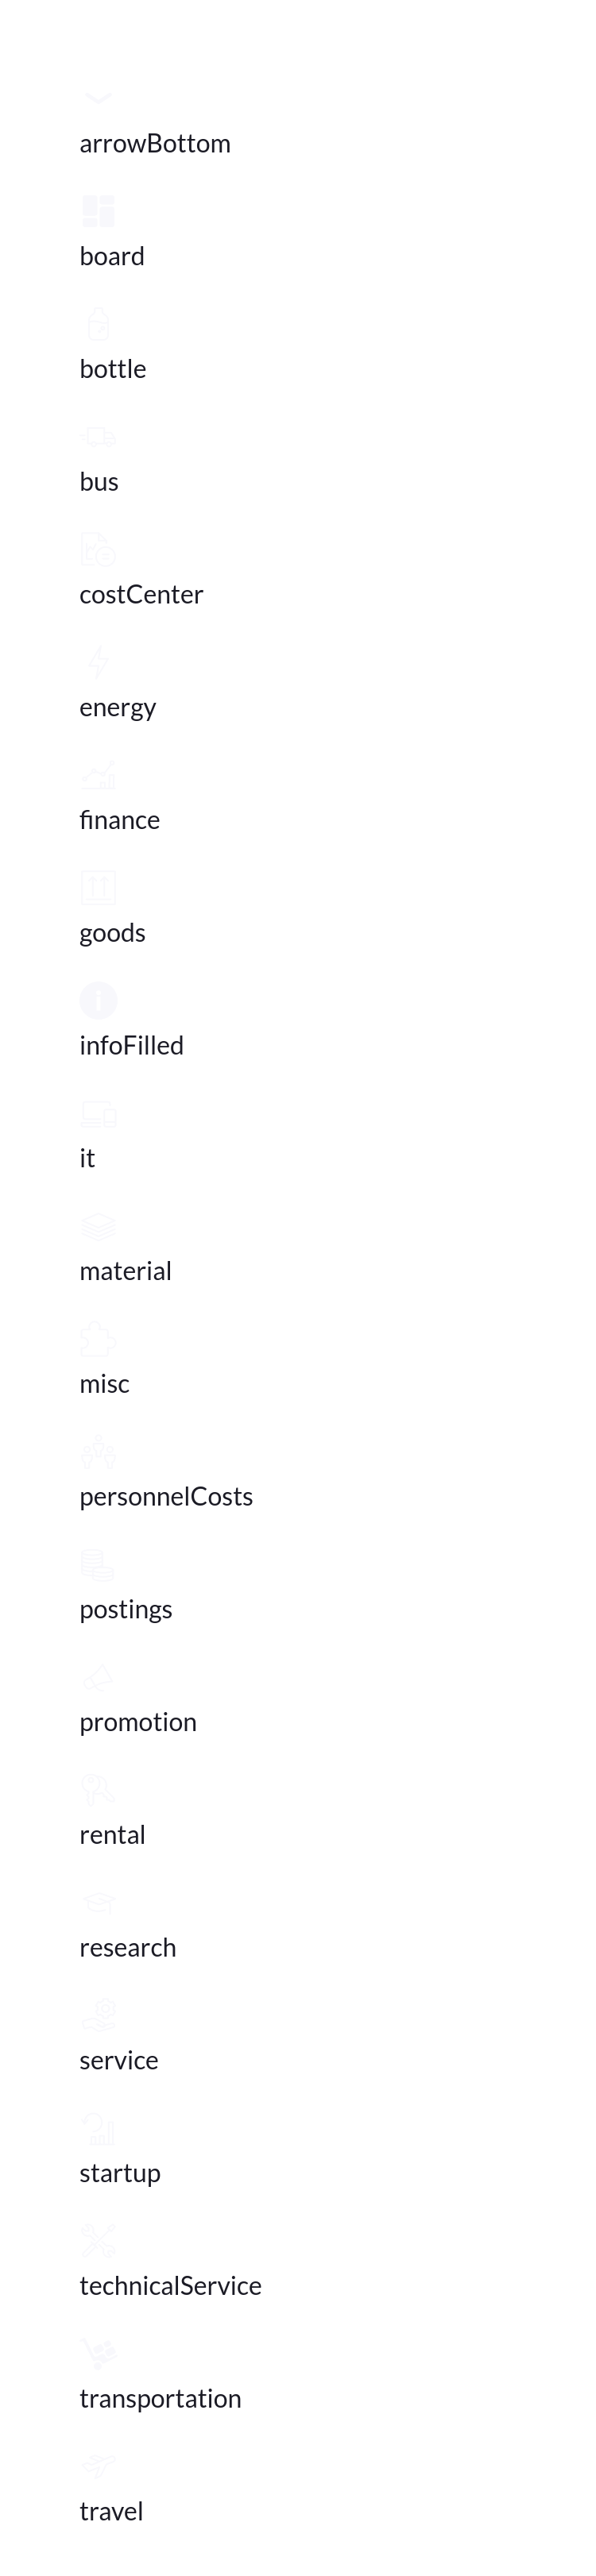 arrowBottom
board
bottle
bus
costCenter
energy
finance
goods
infoFilled
it
material
misc
personnelCosts
postings
promotion
rental
research
service
startup
technicalService
transportation
travel